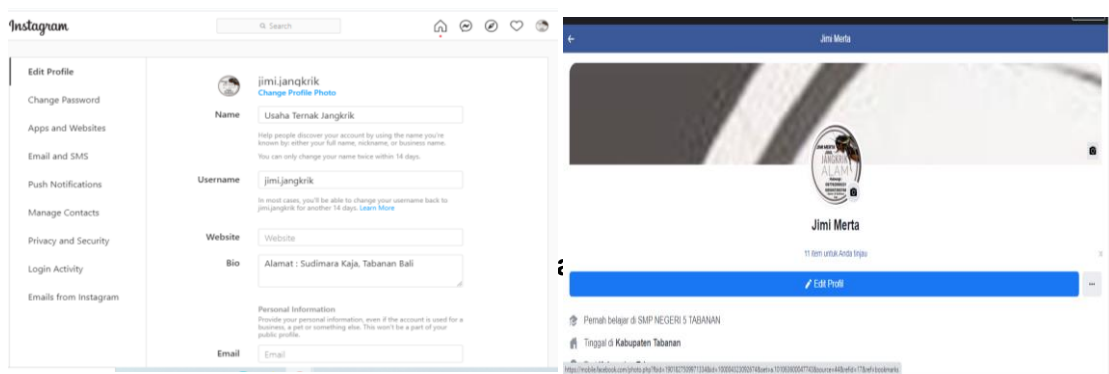 Instagram
Search
Edit Profile
Change Password
Apps and Websites
Email and SMS
Push Notifications
Manage Contacts
Privacy and Security
Login Activity
Emails from Instagram
jimi.jangkrik
Change Profile Photo
Name
Usaha Ternak Jangkrik
Help people discover your account by using the name you're
known by: either your full name, nickname, or business name.
You can only change your name twice within 14 days.
Username
jimi.jangkrik
In most cases, you'll be able to change your username back to
jimi.jangkrik for another 14 days. Learn More
Website
Website
Bio
Alamat : Sudimara Kaja, Tabanan Bali
Personal Information
Provide your personal information, even if the account is used for a
business, a pet or something else. This won't be a part of your
public profile.
Email
Email
Jimi Merta
JANGKRIK
ALAM
Jimi Merta
11 item untuk Anda tinjau
x
Edit Profil
...
Pernah belajar di SMP NEGERI 5 TABANAN
Tinggal di Kabupaten Tabanan